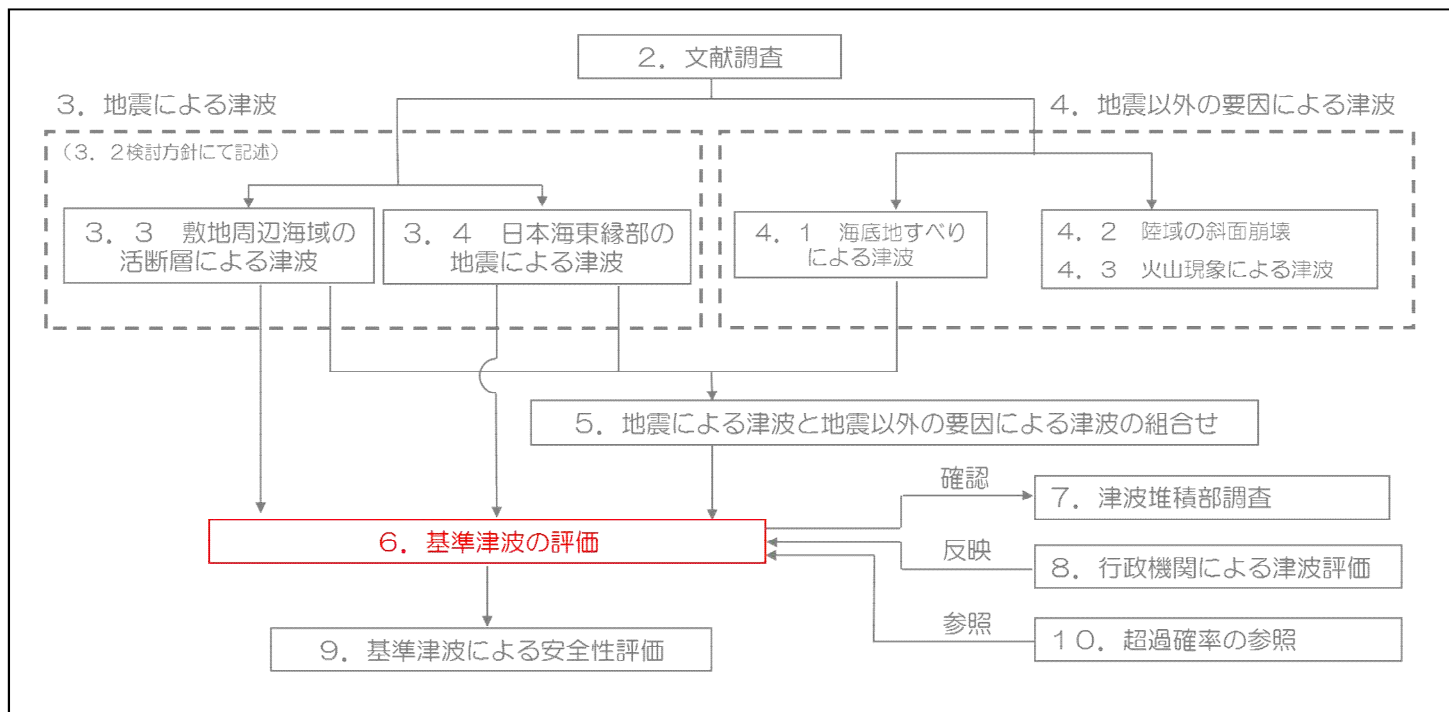 ２．文献調査
３．地震による津波
４．地震以外の要因による津波
（３．２検討方針にて記述）
３．３　敷地周辺海域の
活断層による津波
３．４　日本海東縁部の
地震による津波
４．１　海底地すべり
による津波
４．２　陸域の斜面崩壊
４．３　火山現象による津波
５．地震による津波と地震以外の要因による津波の組合せ
確認
７．津波堆積部調査
６．基準津波の評価
反映
８．行政機関による津波評価
参照
１０．超過確率の参照
９．基準津波による安全性評価